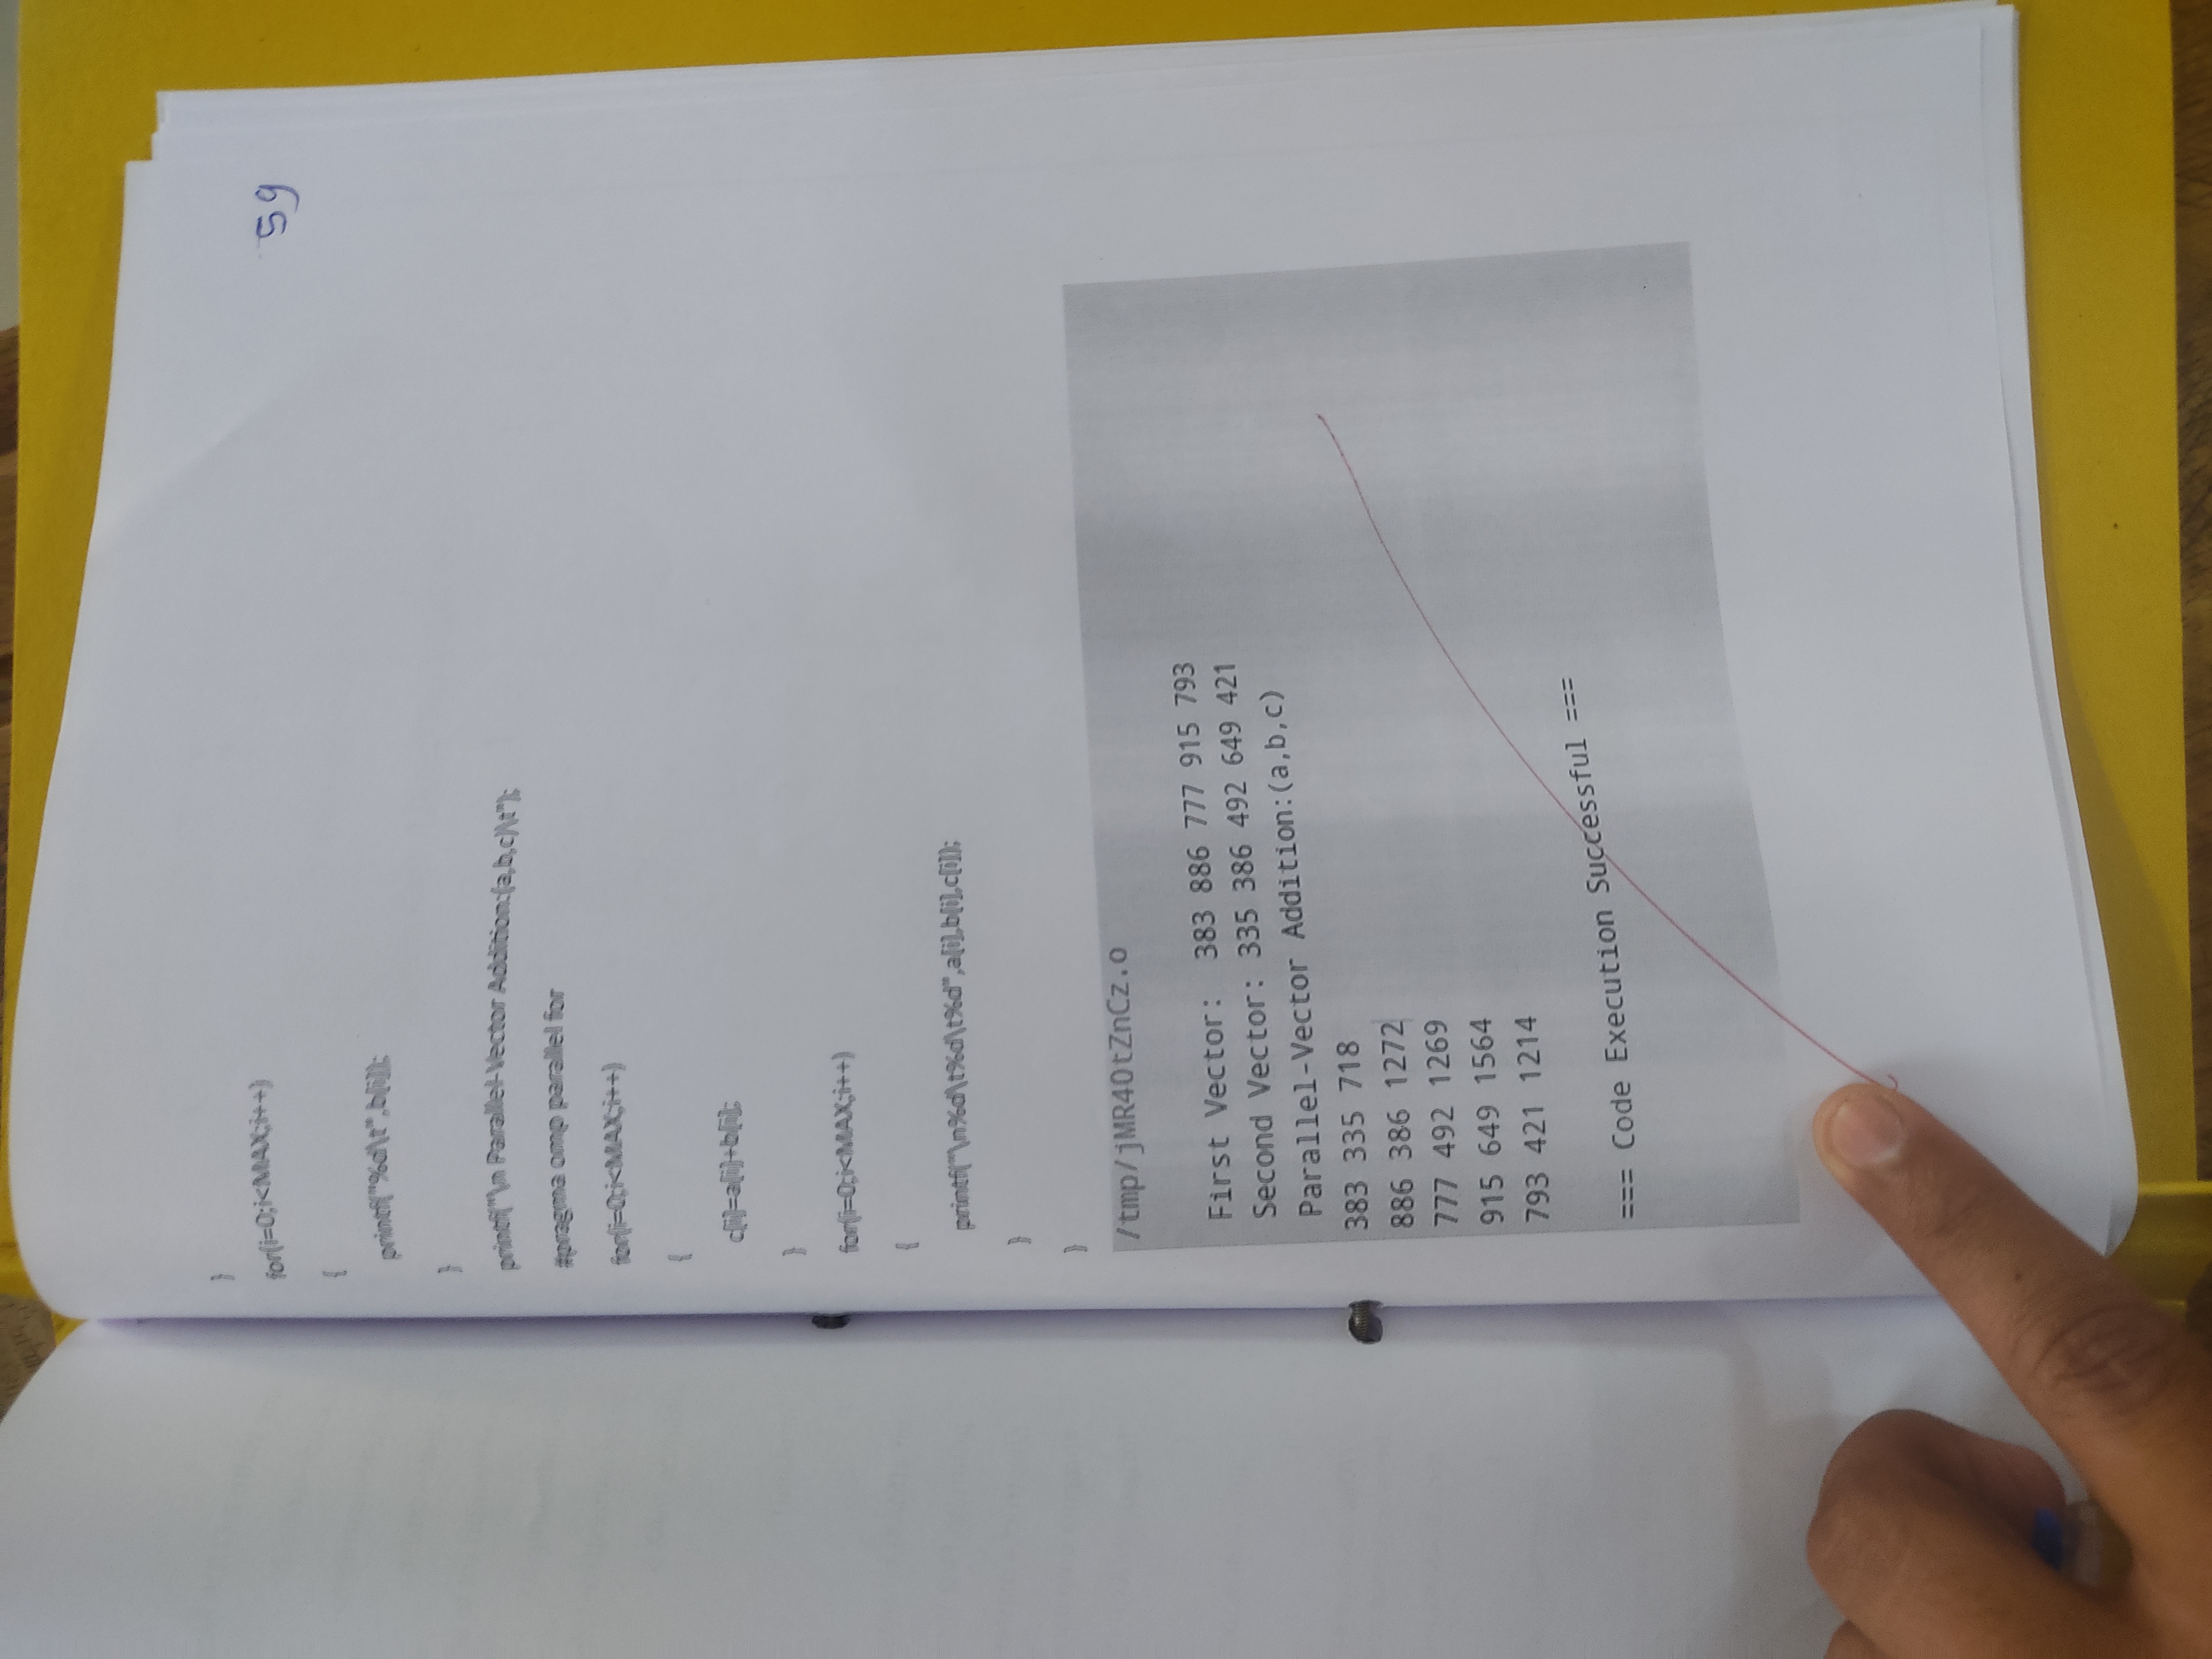 59
}
for(i=0;i<MAX;i++)
{
printf("%d\t",b[i]);
}
printf("\n Parallel-Vector Addition:(a,b,c)\t");
#pragma omp parallel for
for(i=0;i<MAX;i++)
{
c[i]=a[i]+b[i];
}
for(i=0;i<MAX;i++)
{
printf("\n%d\t%d\t%d",a[i],b[i],c[i]);
}
}
/tmp/jMR40tZnCz.o
First Vector: 383 886 777 915 793
Second Vector: 335 386 492 649 421
Parallel-Vector Addition:(a,b,c)
383 335 718
886 386 1272
777 492 1269
915 649 1564
793 421 1214
=== Code Execution Successful ===